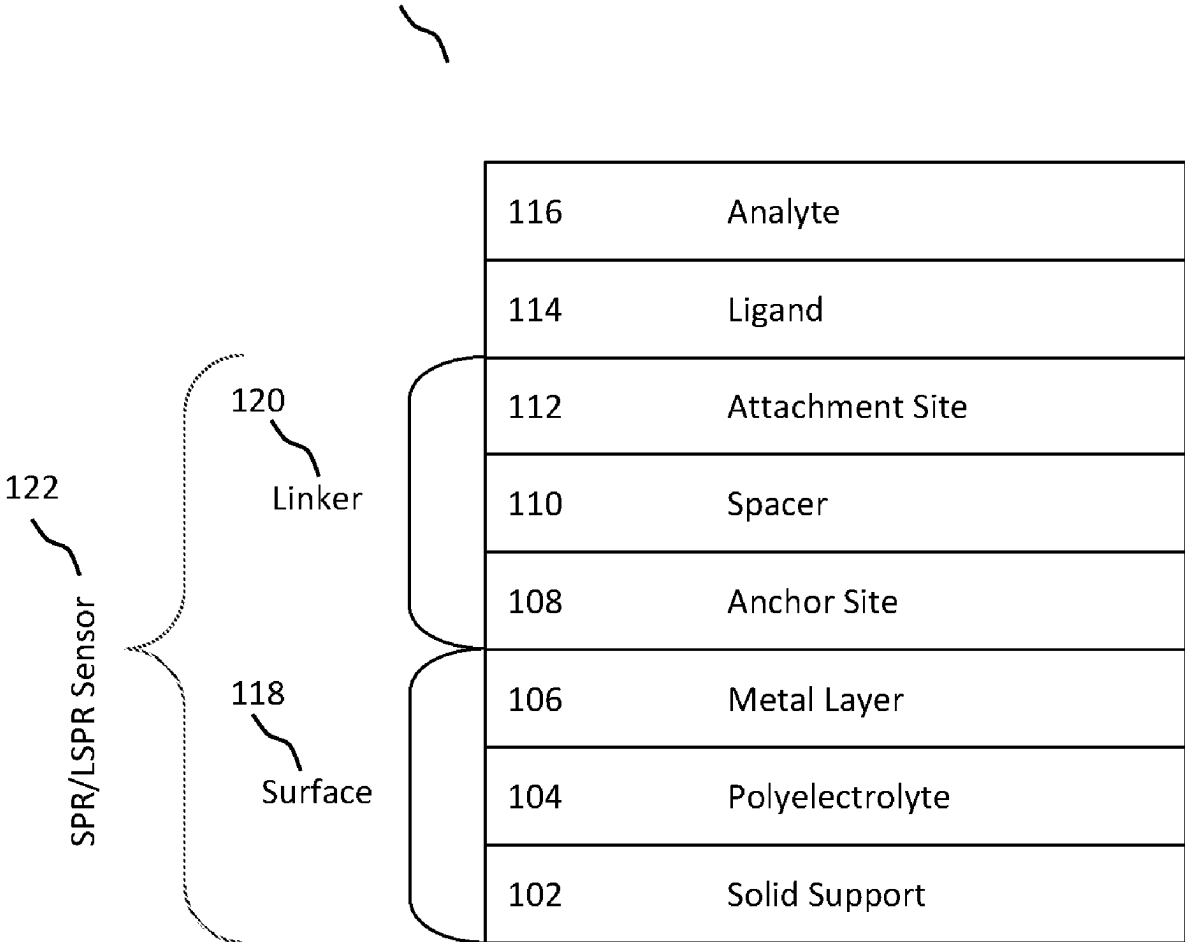 116 Analyte
114 Ligand
120
112 Attachment Site
122
Linker
110 Spacer
108 Anchor Site
SPR/LSPR Sensor
118
106 Metal Layer
Surface
104 Polyelectrolyte
102 Solid Support